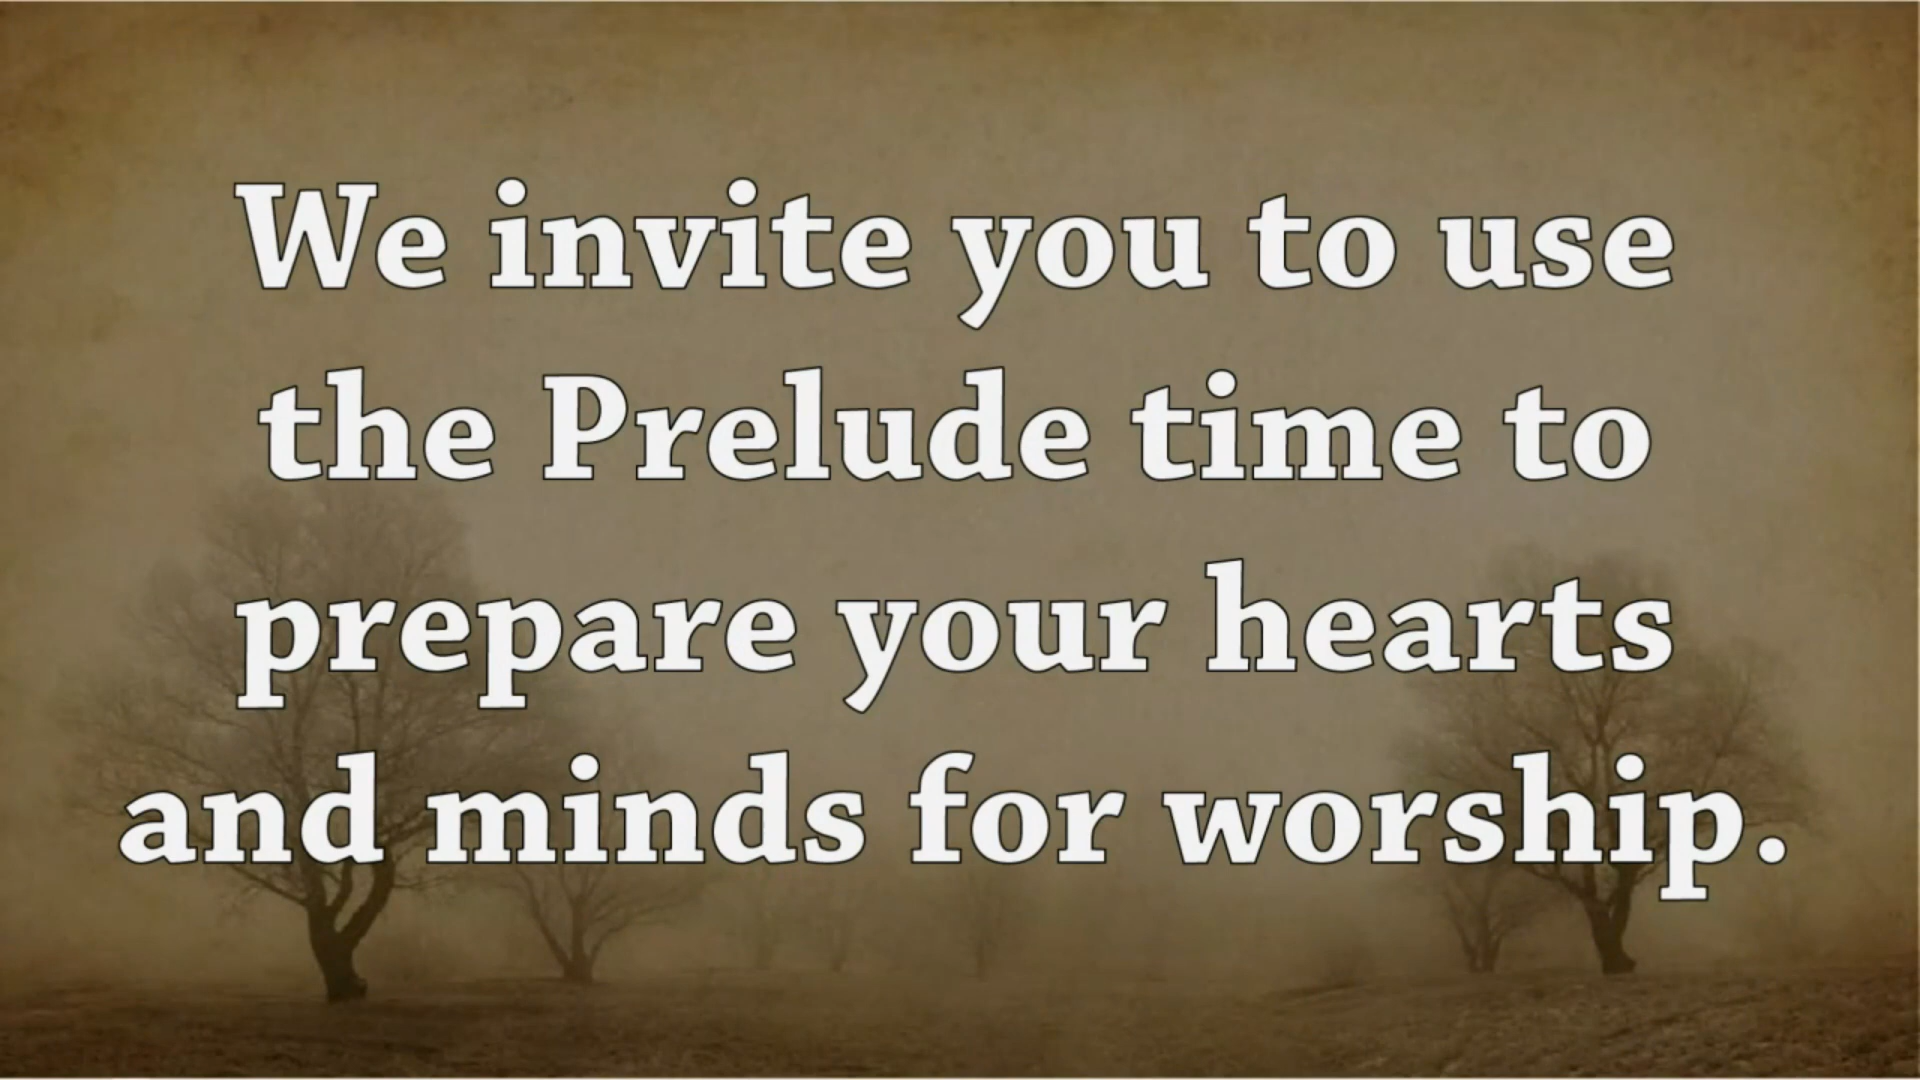 We invite you to use
the Prelude time to
prepare your hearts
and minds for worship.